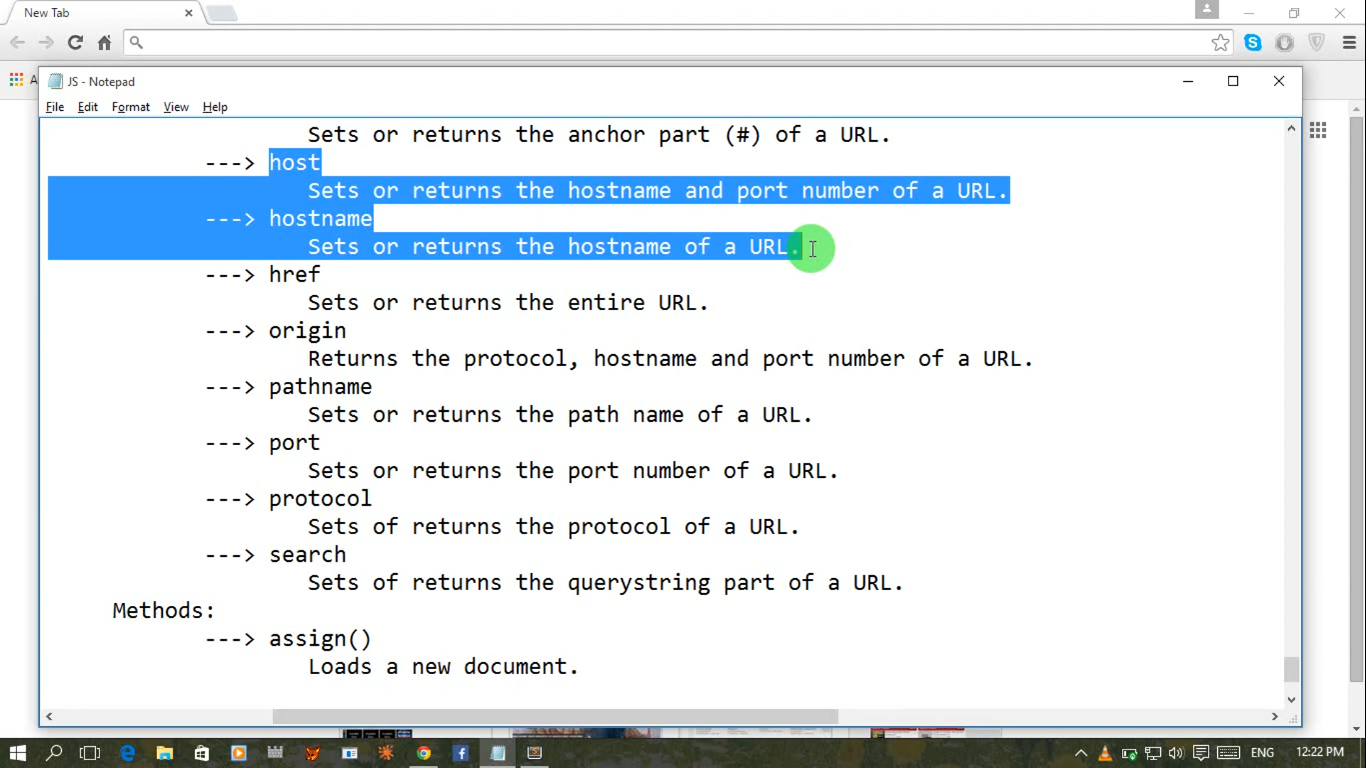 New Tab
A
JS - Notepad
File Edit Format View Help
Sets or returns the anchor part (#) of a URL.
---> host
Sets or returns the hostname and port number of a URL.
---> hostname
Sets or returns the hostname of a URL.
---> href
Sets or returns the entire URL.
---> origin
Returns the protocol, hostname and port number of a URL.
---> pathname
Sets or returns the path name of a URL.
---> port
Sets or returns the port number of a URL.
---> protocol
Sets of returns the protocol of a URL.
---> search
Sets of returns the querystring part of a URL.
Methods:
---> assign()
Loads a new document.
ENG 12:22 PM